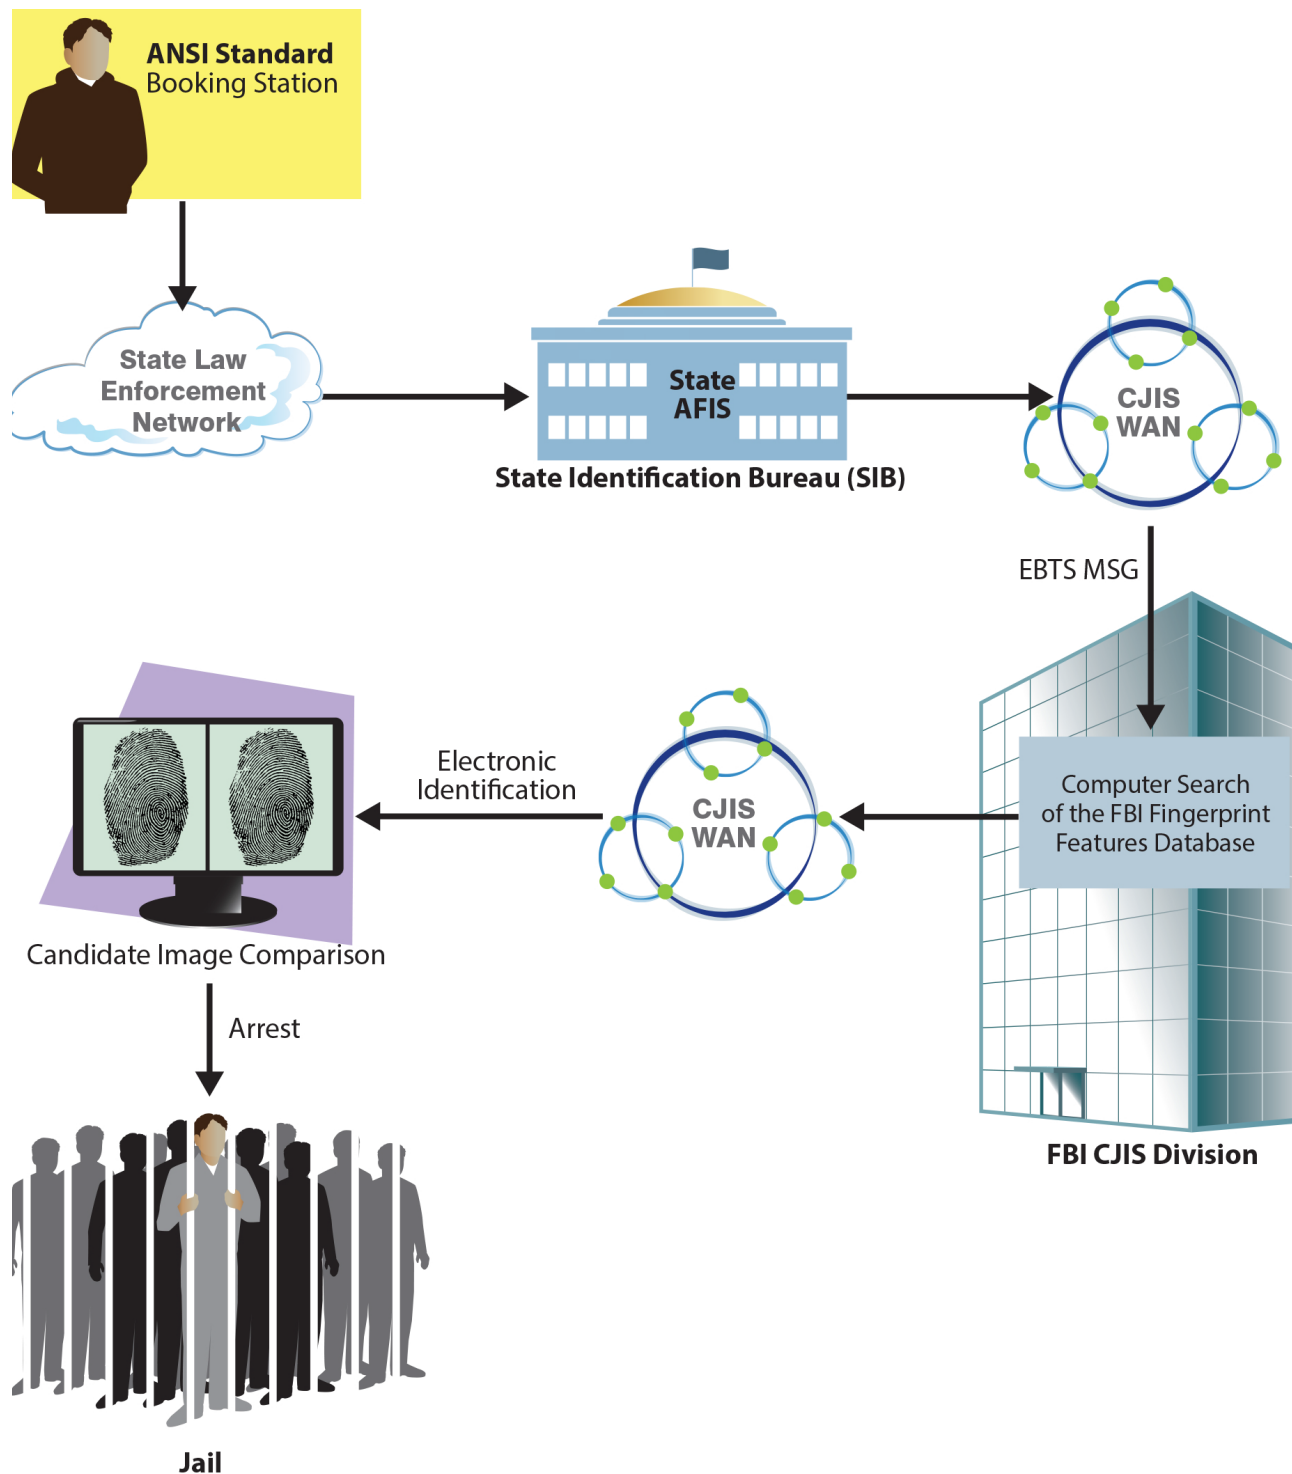 ANSI Standard
Booking Station
State Law
Enforcement
Network
State
AFIS
State Identification Bureau (SIB)
CJIS
WAN
EBTS MSG
Computer Search
of the FBI Fingerprint
Features Database
FBI CJIS Division
CJIS
WAN
Electronic
Identification
Candidate Image Comparison
Arrest
Jail